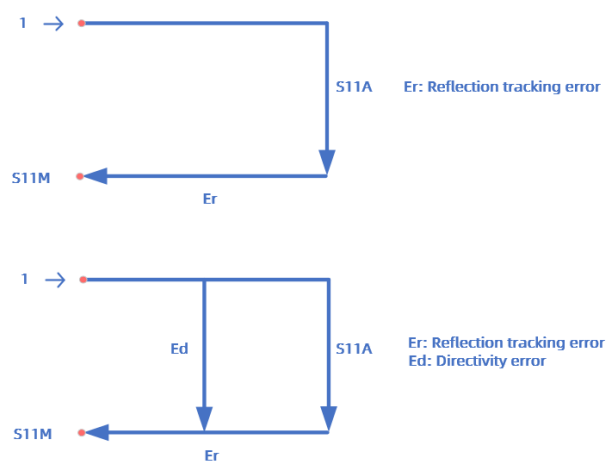 1
S11A
Er: Reflection tracking error
S11M
Er
1
Ed
S11A
Er: Reflection tracking error
Ed: Directivity error
S11M
Er